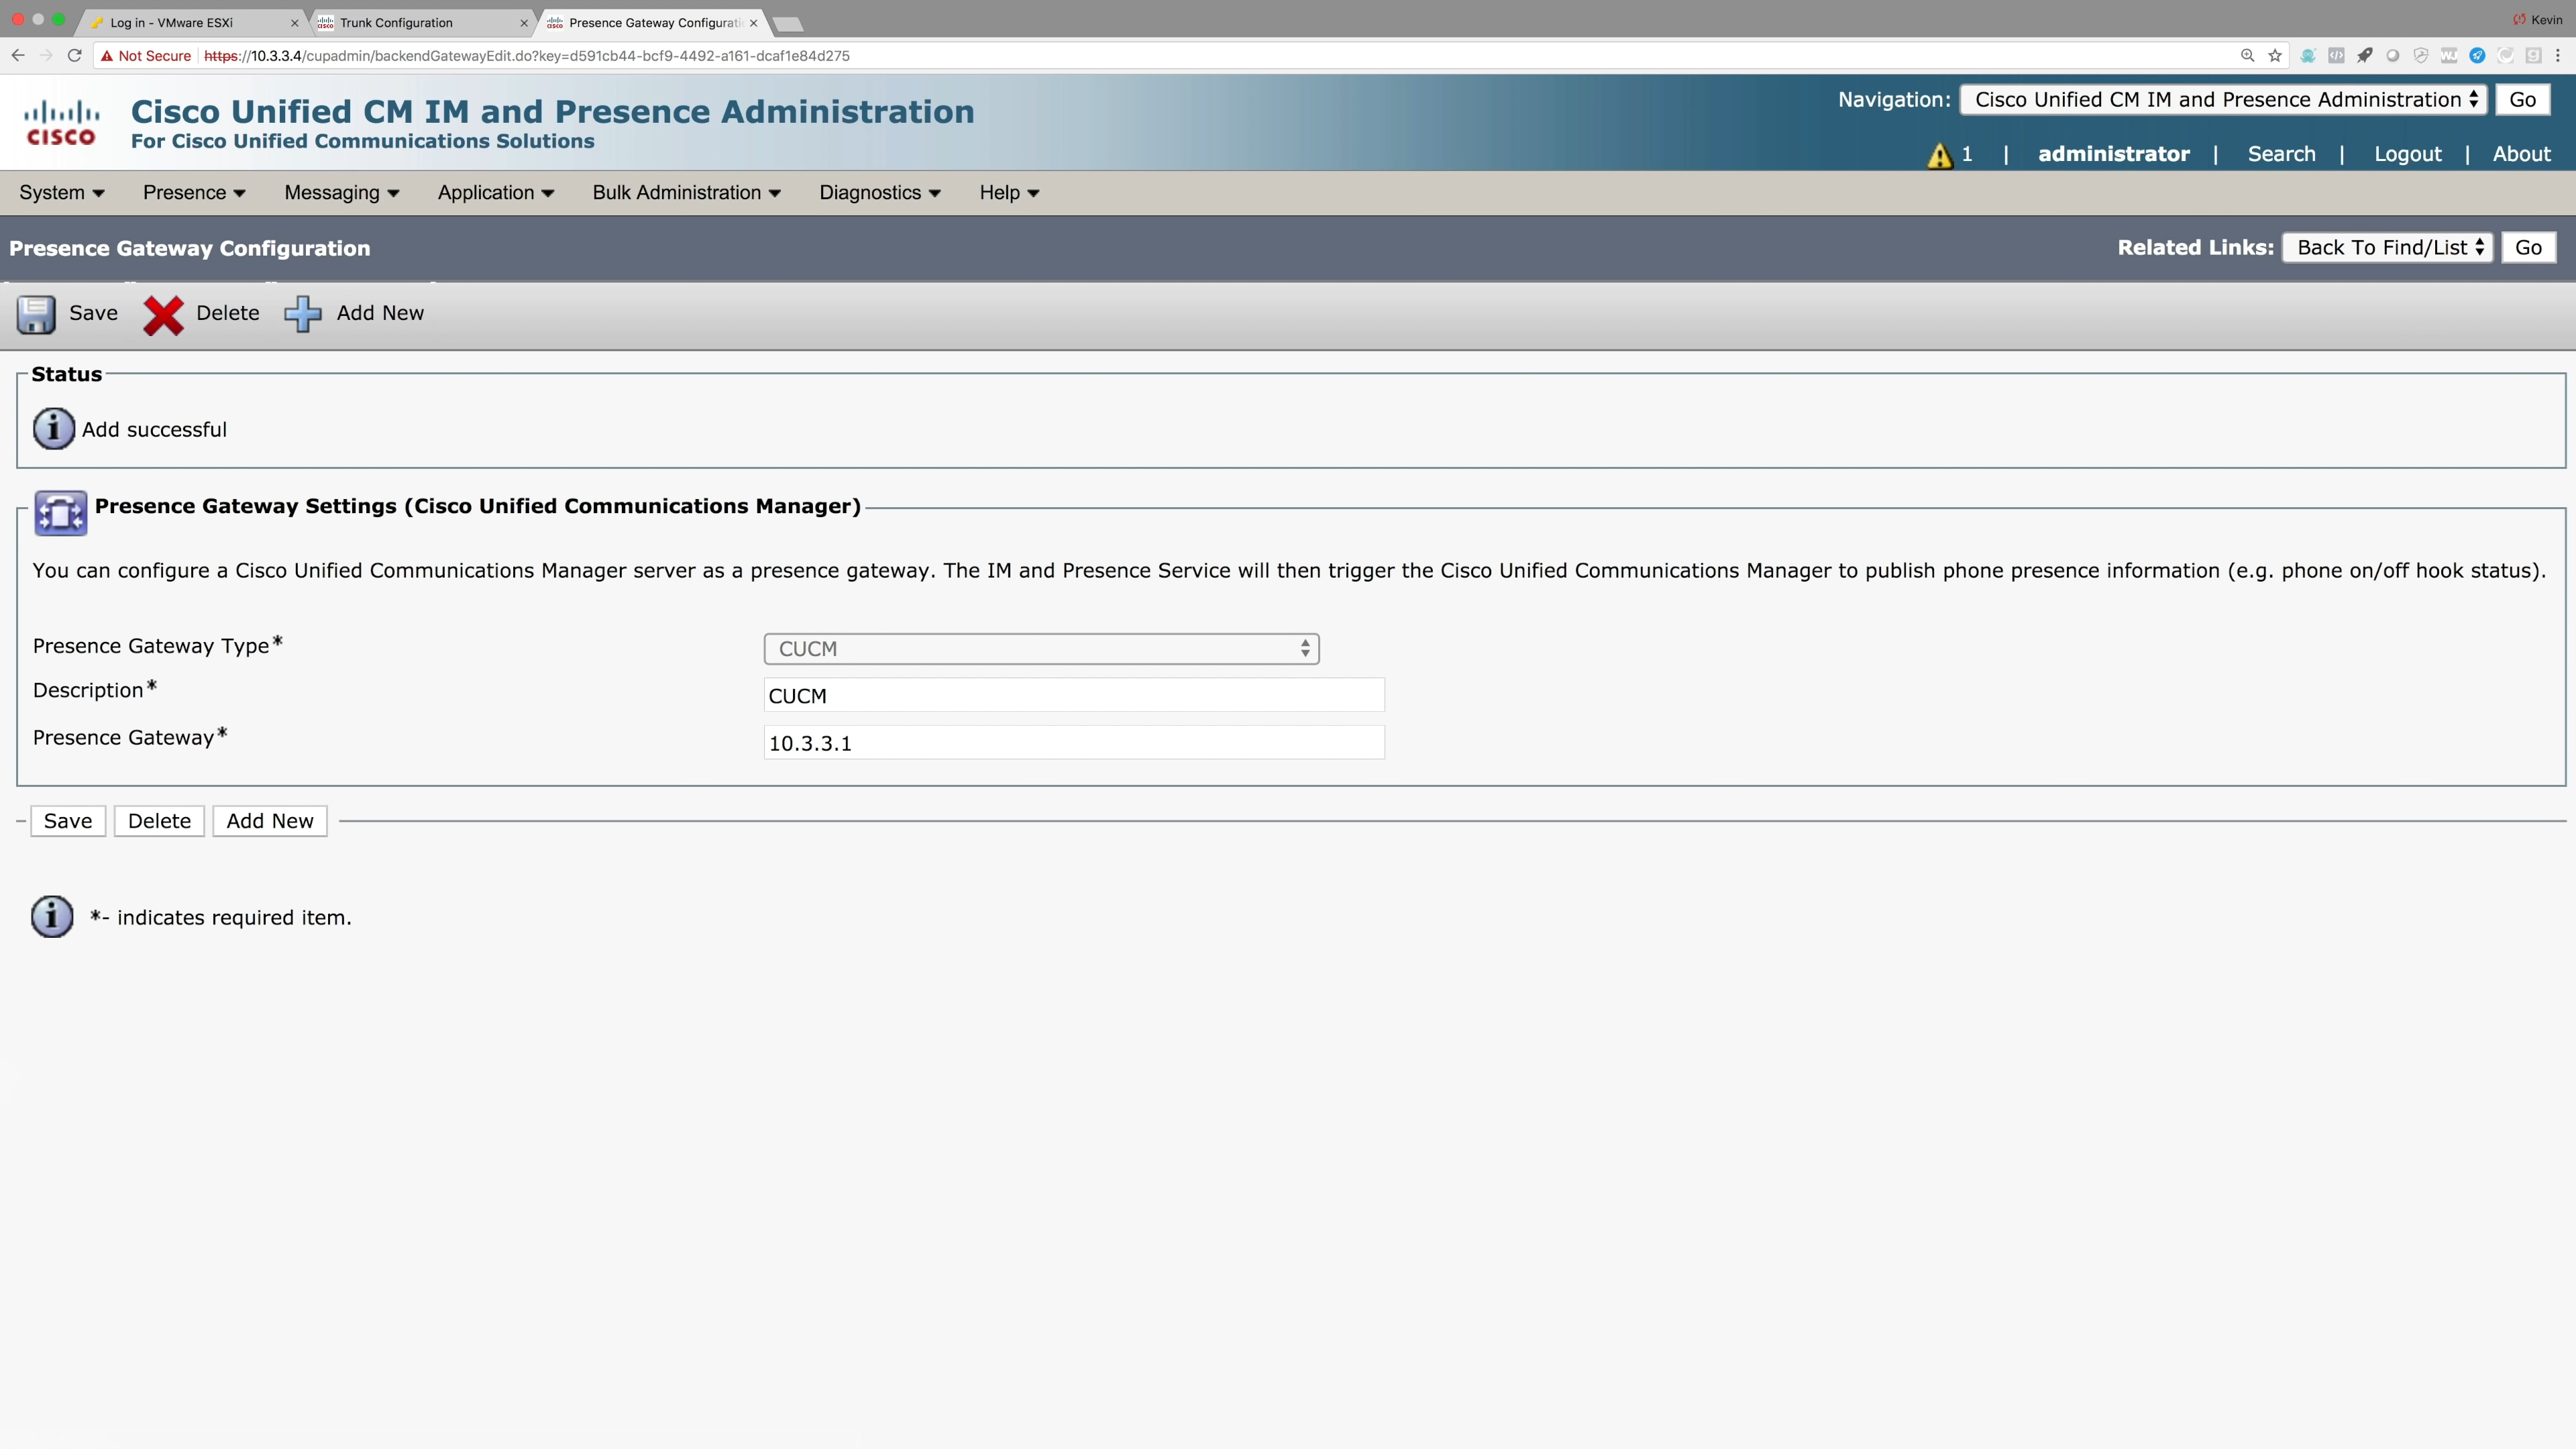 Log in - VMware ESXi
Trunk Configuration
Presence Gateway Configurati
Kevin
Not Secure https://10.3.3.4/cupadmin/backendGatewayEdit.do?key=d591cb44-bcf9-4492-a161-dcaf1e84d275
CISCO
Cisco Unified CM IM and Presence Administration
For Cisco Unified Communications Solutions
Navigation: Cisco Unified CM IM and Presence Administration Go
1 | administrator | Search | Logout | About
System Presence Messaging Application Bulk Administration Diagnostics Help
Presence Gateway Configuration
Related Links: Back To Find/List Go
Save Delete Add New
Status
Add successful
Presence Gateway Settings (Cisco Unified Communications Manager)
You can configure a Cisco Unified Communications Manager server as a presence gateway. The IM and Presence Service will then trigger the Cisco Unified Communications Manager to publish phone presence information (e.g. phone on/off hook status).
Presence Gateway Type* CUCM
Description* CUCM
Presence Gateway* 10.3.3.1
Save Delete Add New
*- indicates required item.